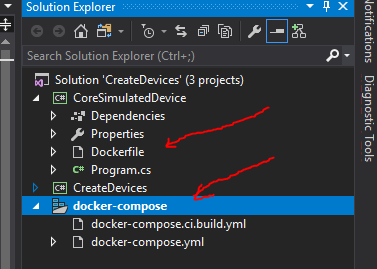 Solution Explorer
Search Solution Explorer (Ctrl+;)
Solution 'CreateDevices' (3 projects)
CoreSimulatedDevice
Dependencies
Properties
Dockerfile
C# Program.cs
C# CreateDevices
docker-compose
docker-compose.ci.build.yml
docker-compose.yml
Notifications
Diagnostic Tools